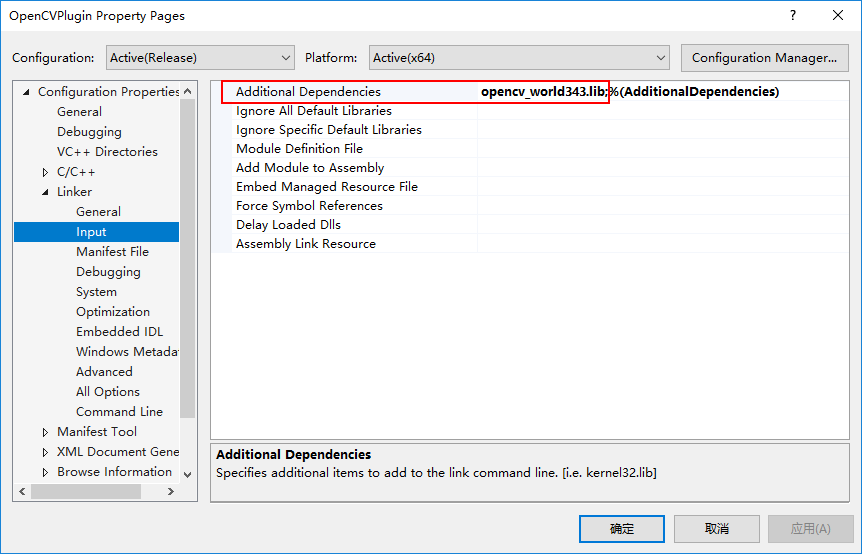 OpenCVPlugin Property Pages
Configuration: Active(Release) Platform: Active(x64) Configuration Manager...
Configuration Properties
General
Debugging
VC++ Directories
C/C++
Linker
General
Input
Manifest File
Debugging
System
Optimization
Embedded IDL
Windows Metada
Advanced
All Options
Command Line
Manifest Tool
XML Document Gene
Browse Information
Additional Dependencies opencv_world343.lib;%(AdditionalDependencies)
Ignore All Default Libraries
Ignore Specific Default Libraries
Module Definition File
Add Module to Assembly
Embed Managed Resource File
Force Symbol References
Delay Loaded Dlls
Assembly Link Resource
Additional Dependencies
Specifies additional items to add to the link command line. [i.e. kernel32.lib]
确定 取消 应用(A)